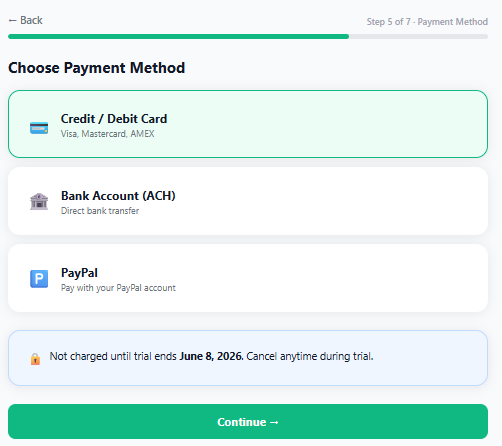 ← Back
Step 5 of 7 · Payment Method
Choose Payment Method
Credit / Debit Card
Visa, Mastercard, AMEX
Bank Account (ACH)
Direct bank transfer
PayPal
Pay with your PayPal account
Not charged until trial ends June 8, 2026. Cancel anytime during trial.
Continue →